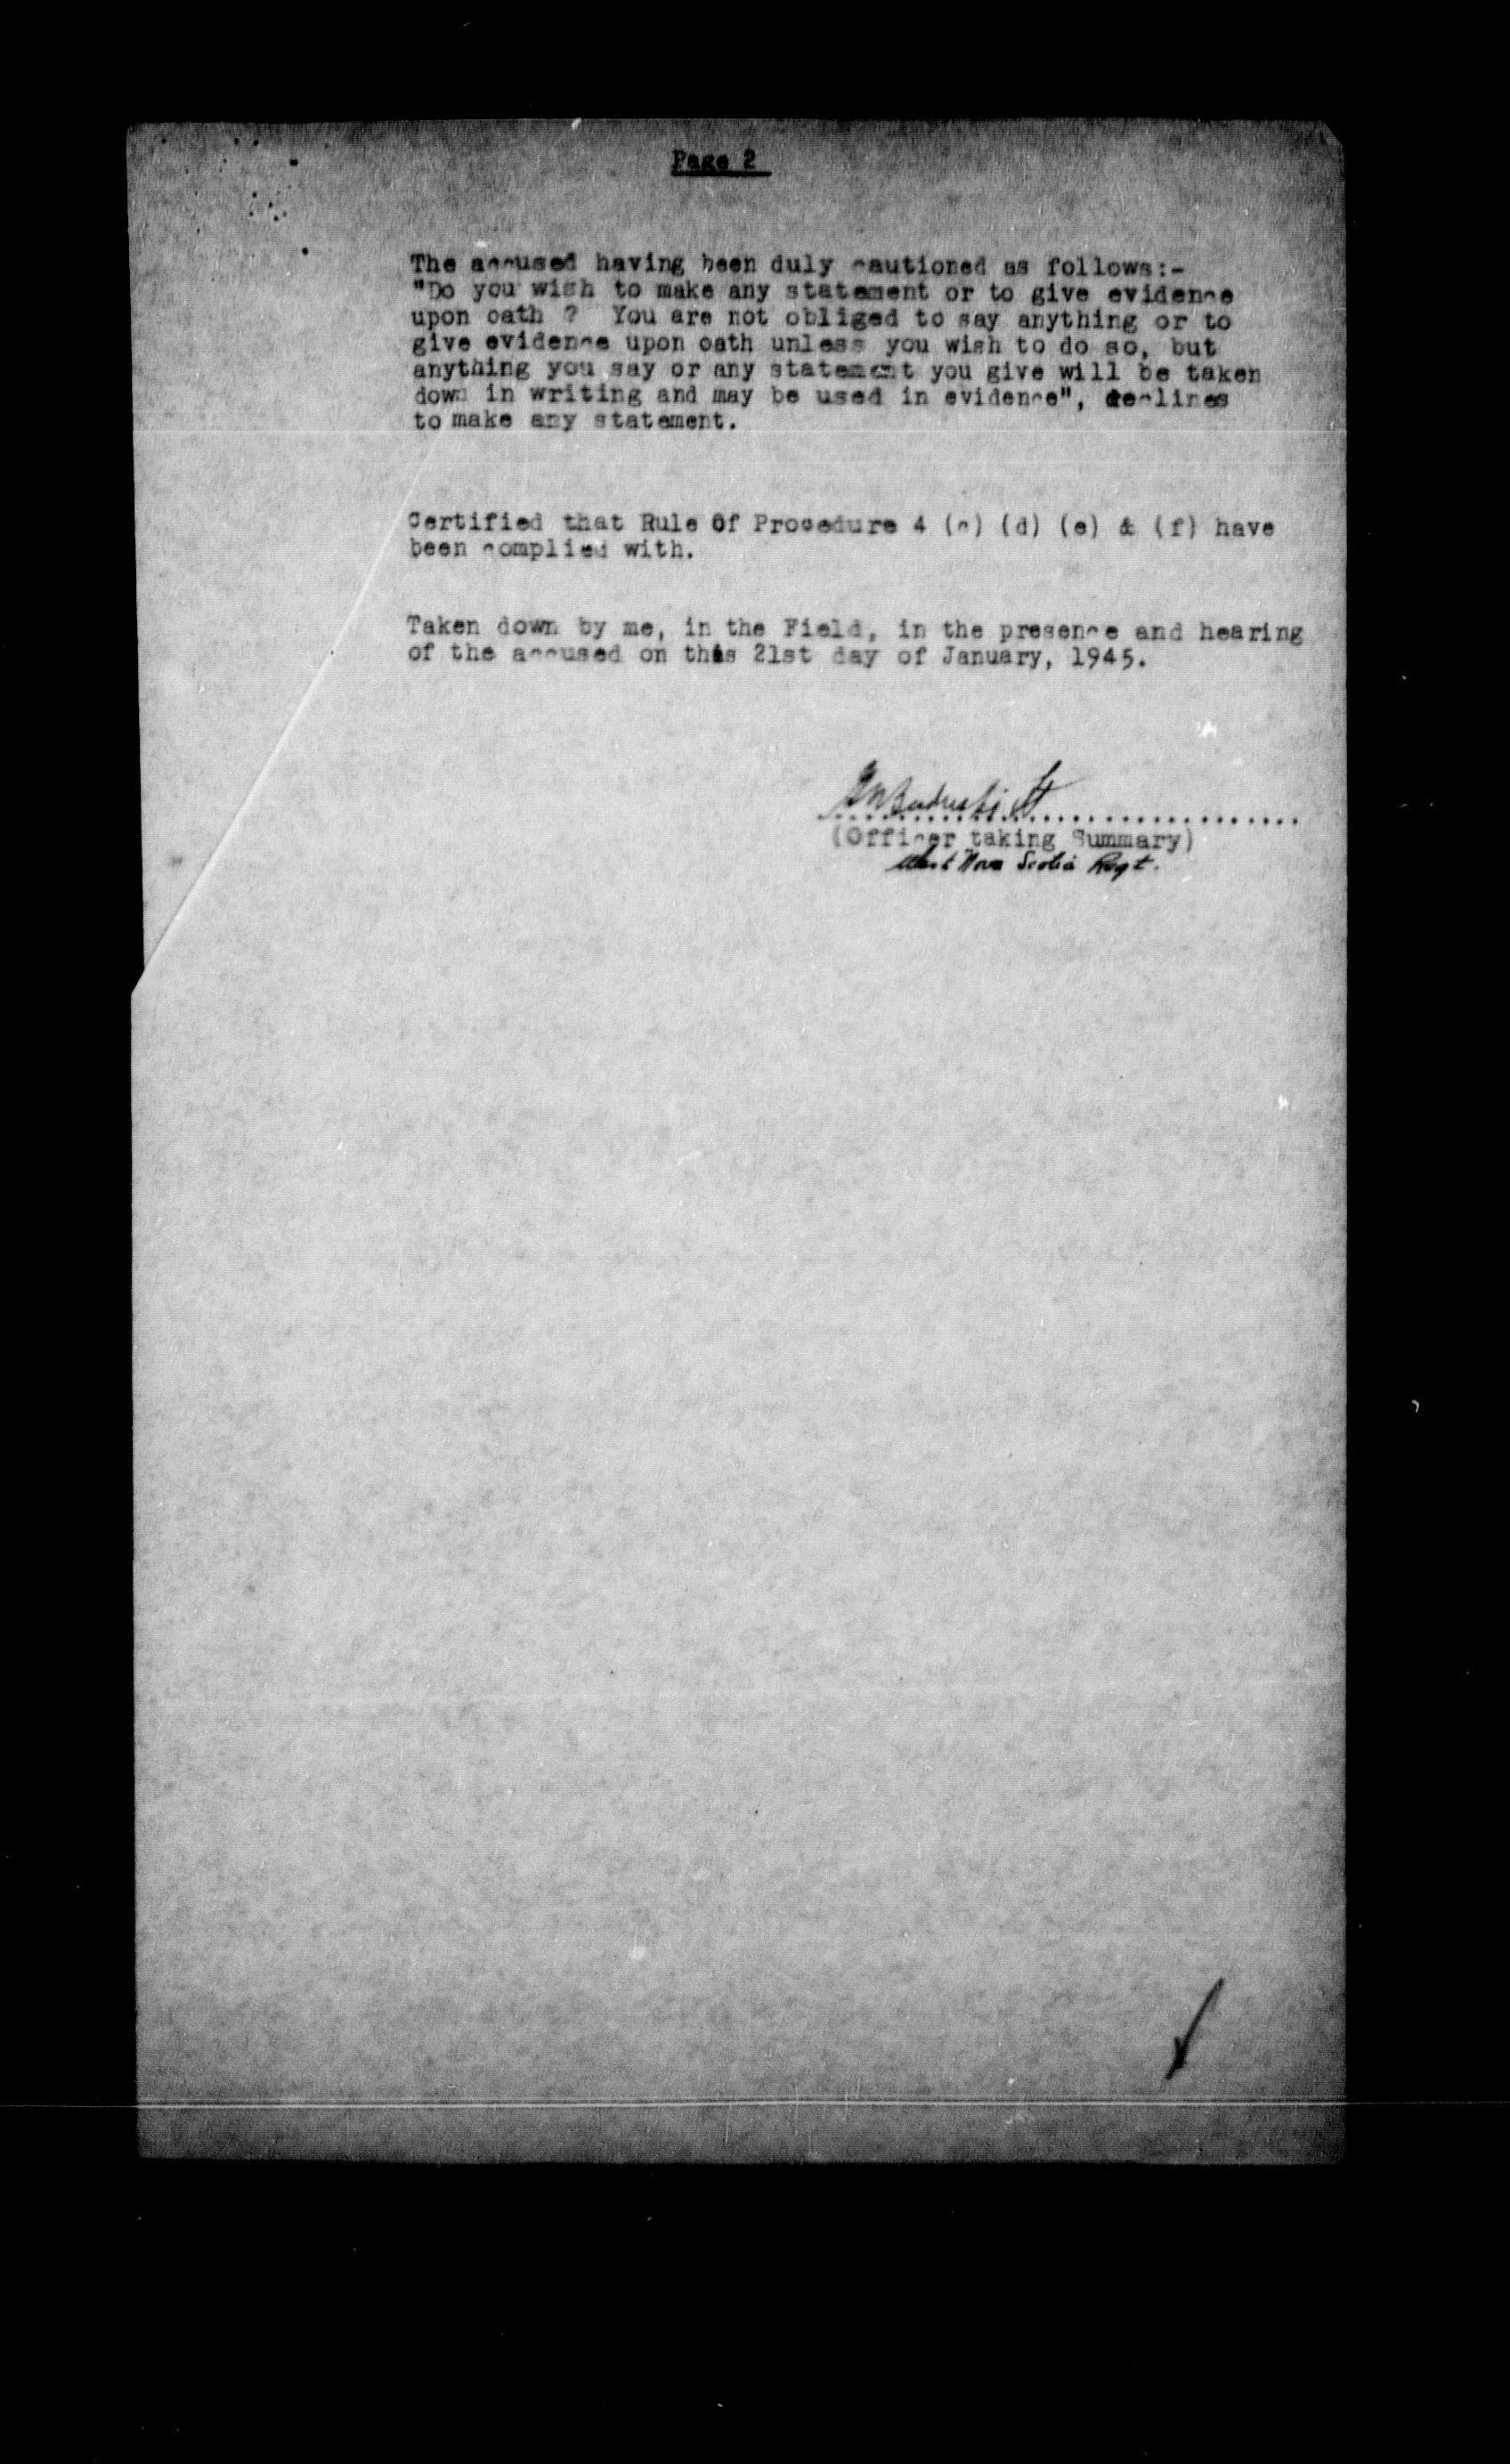 Page 2
The accused having been duly cautioned as follows:-
"Do you wish to make any statement or to give evidence
upon oath ? You are not obliged to say anything or to
give evidence upon oath unless you wish to do so, but
anything you say or any statement you give will be taken
down in writing and may be used in evidence", declines
to make any statement.
Certified that Rule Of Procedure 4 (c) (d) (e) & (f) have
been complied with.
Taken down by me, in the Field, in the presence and hearing
of the accused on this 21st day of January, 1945.
Lt
(Officer taking Summary)
West Nova Scotia Regt.